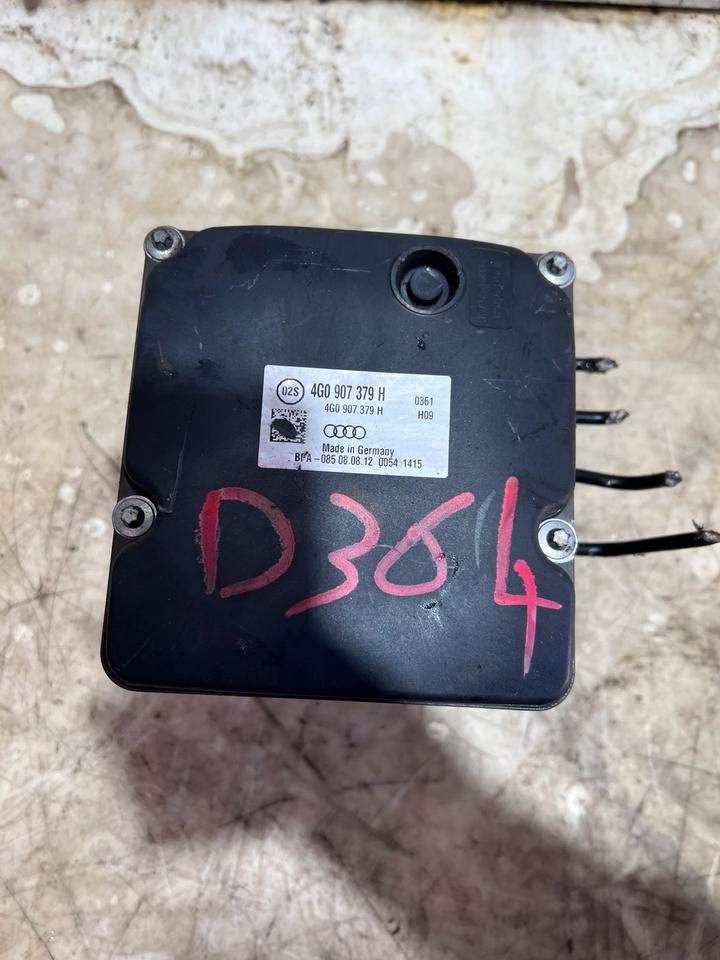 02S 4G0 907 379 H 0361
4G0 907 379 H H09
Made in Germany
-085 08.08.12 0054 1415
D364